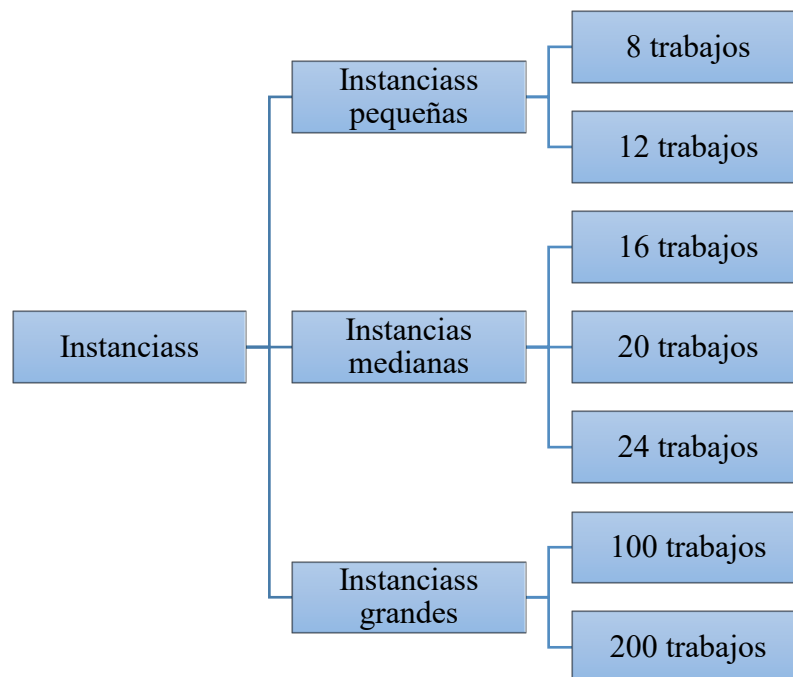 Instanciass
Instanciass
pequeñas
8 trabajos
12 trabajos
Instancias
medianas
16 trabajos
20 trabajos
24 trabajos
Instanciass
grandes
100 trabajos
200 trabajos